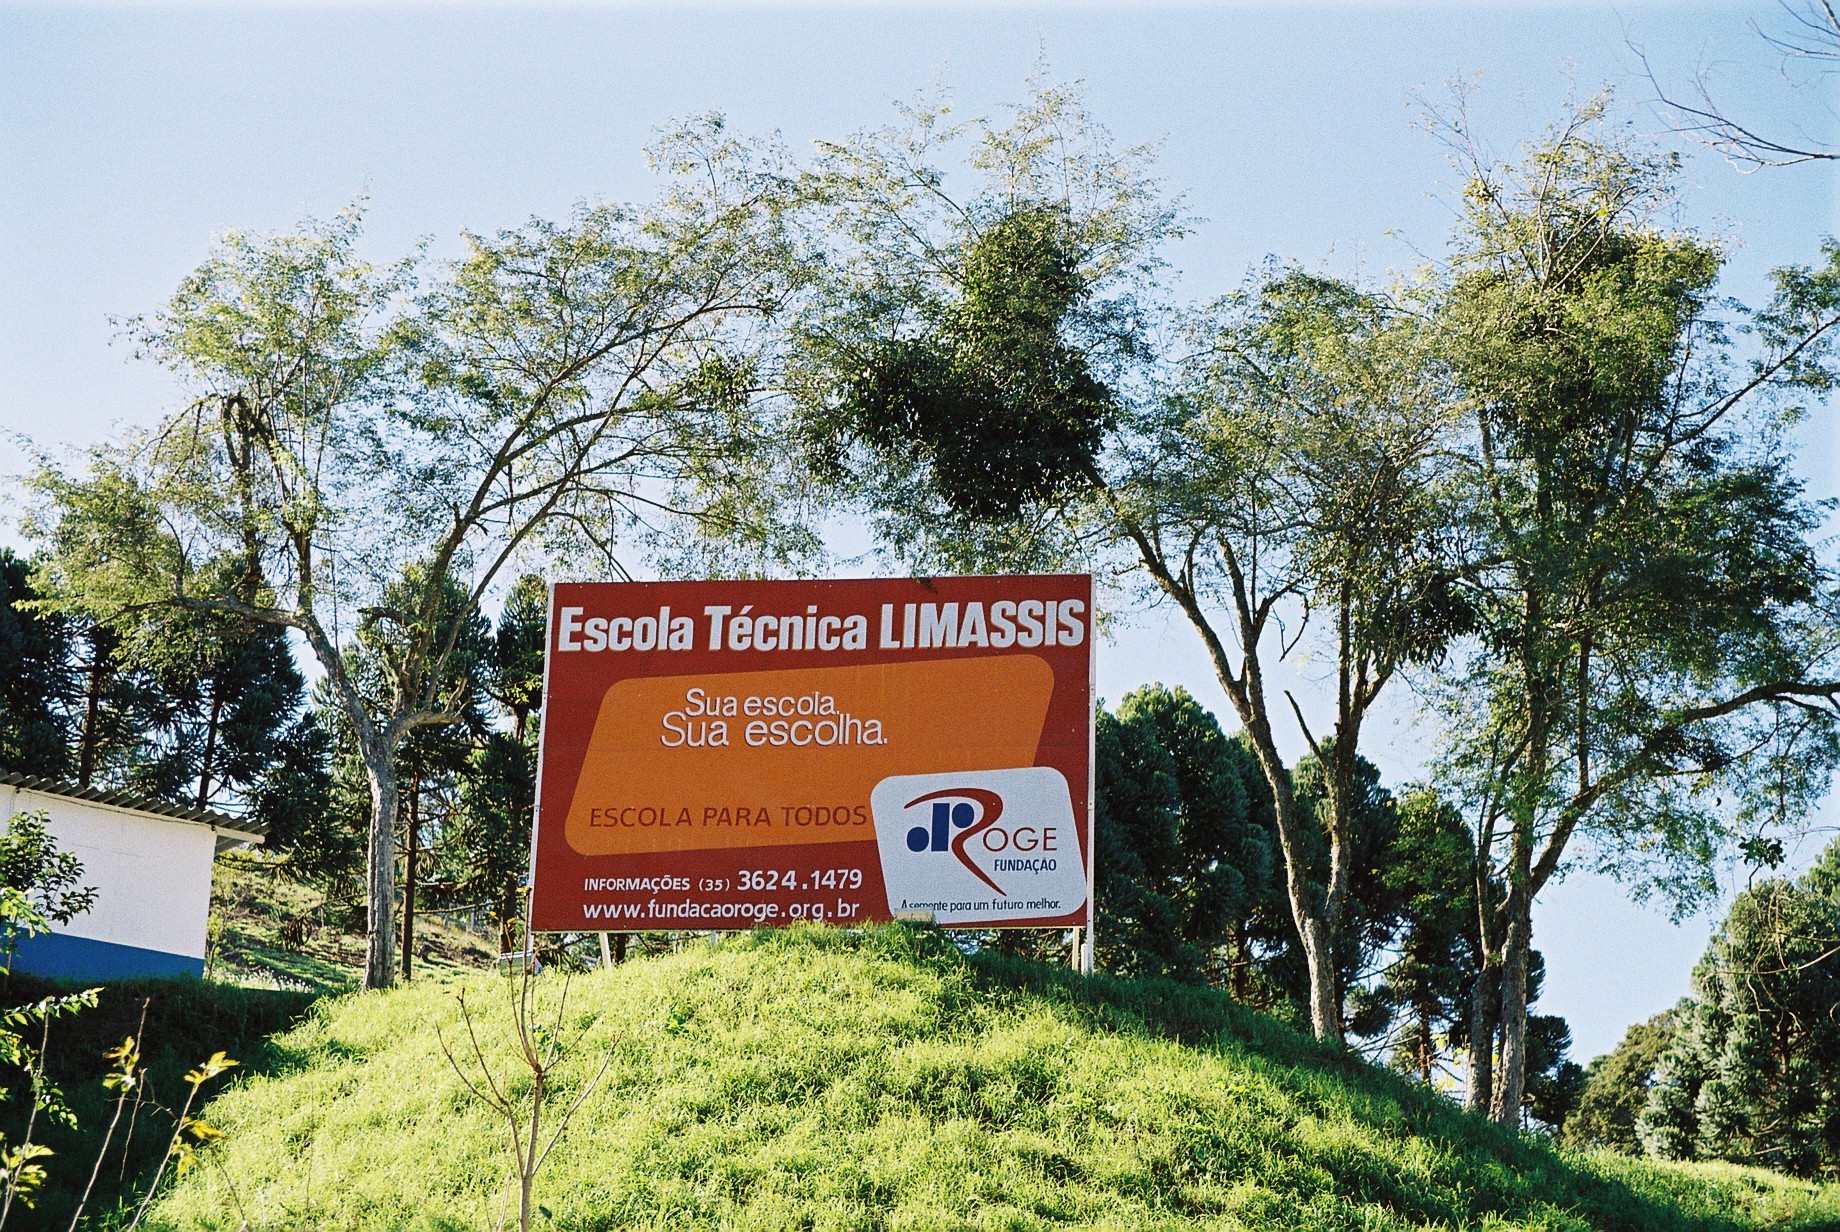 Escola Técnica LIMASSIS
Sua escola.
Sua escolha.
ESCOLA PARA TODOS
ROGE
FUNDAÇÃO
INFORMAÇÕES (35) 3624.1479
www.fundacaoroge.org.br
A semente para um futuro melhor.